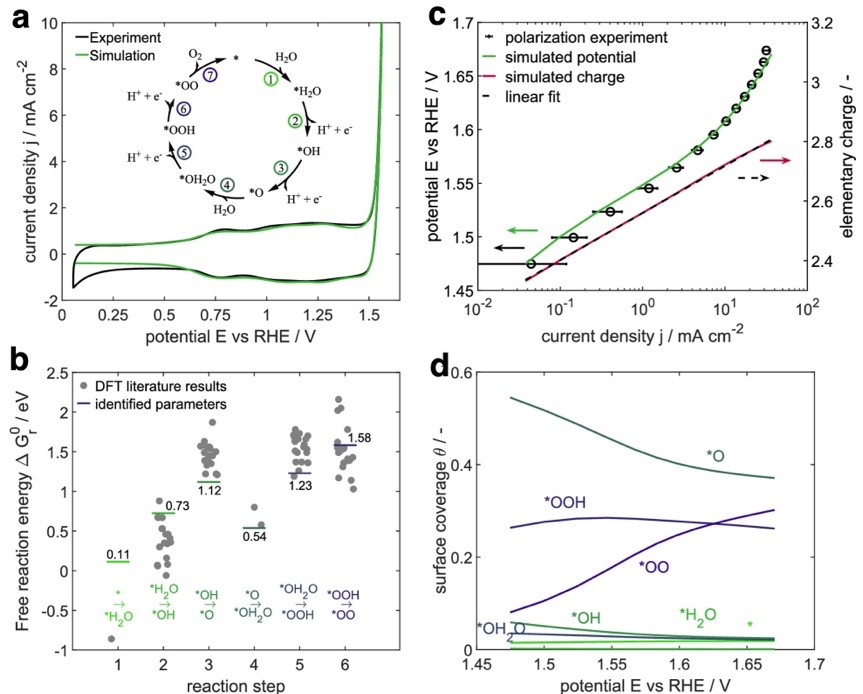 a
10
8
6
4
2
0
-2
current density j / mA cm-2
Experiment
Simulation
O2
*
H2O
*OO
7
1
*H2O
H+ + e-
6
2
H+ + e-
*OOH
*OH
H+ + e-
5
3
*OH2O
4
*O
H+ + e-
H2O
0
0.25
0.5
0.75
1
1.25
1.5
potential E vs RHE / V
b
2.5
2
1.5
1
0.5
0
-0.5
-1
Free reaction energy Δ G0r / eV
DFT literature results
identified parameters
0.11
0.73
1.12
0.54
1.23
1.58
* → *H2O
*H2O → *OH
*OH → *O
*O → *OH2O
*OH2O → *OOH
*OOH → *OO
1
2
3
4
5
6
reaction step
c
1.7
1.65
1.6
1.55
1.5
1.45
potential E vs RHE / V
polarization experiment
simulated potential
simulated charge
linear fit
3.2
3
2.8
2.6
2.4
elementary charge / -
10-2
10-1
100
101
102
current density j / mA cm-2
d
0.6
0.4
0.2
0
surface coverage θ / -
*O
*OOH
*OO
*OH2O
*OH
*H2O
*
1.45
1.5
1.55
1.6
1.65
1.7
potential E vs RHE / V